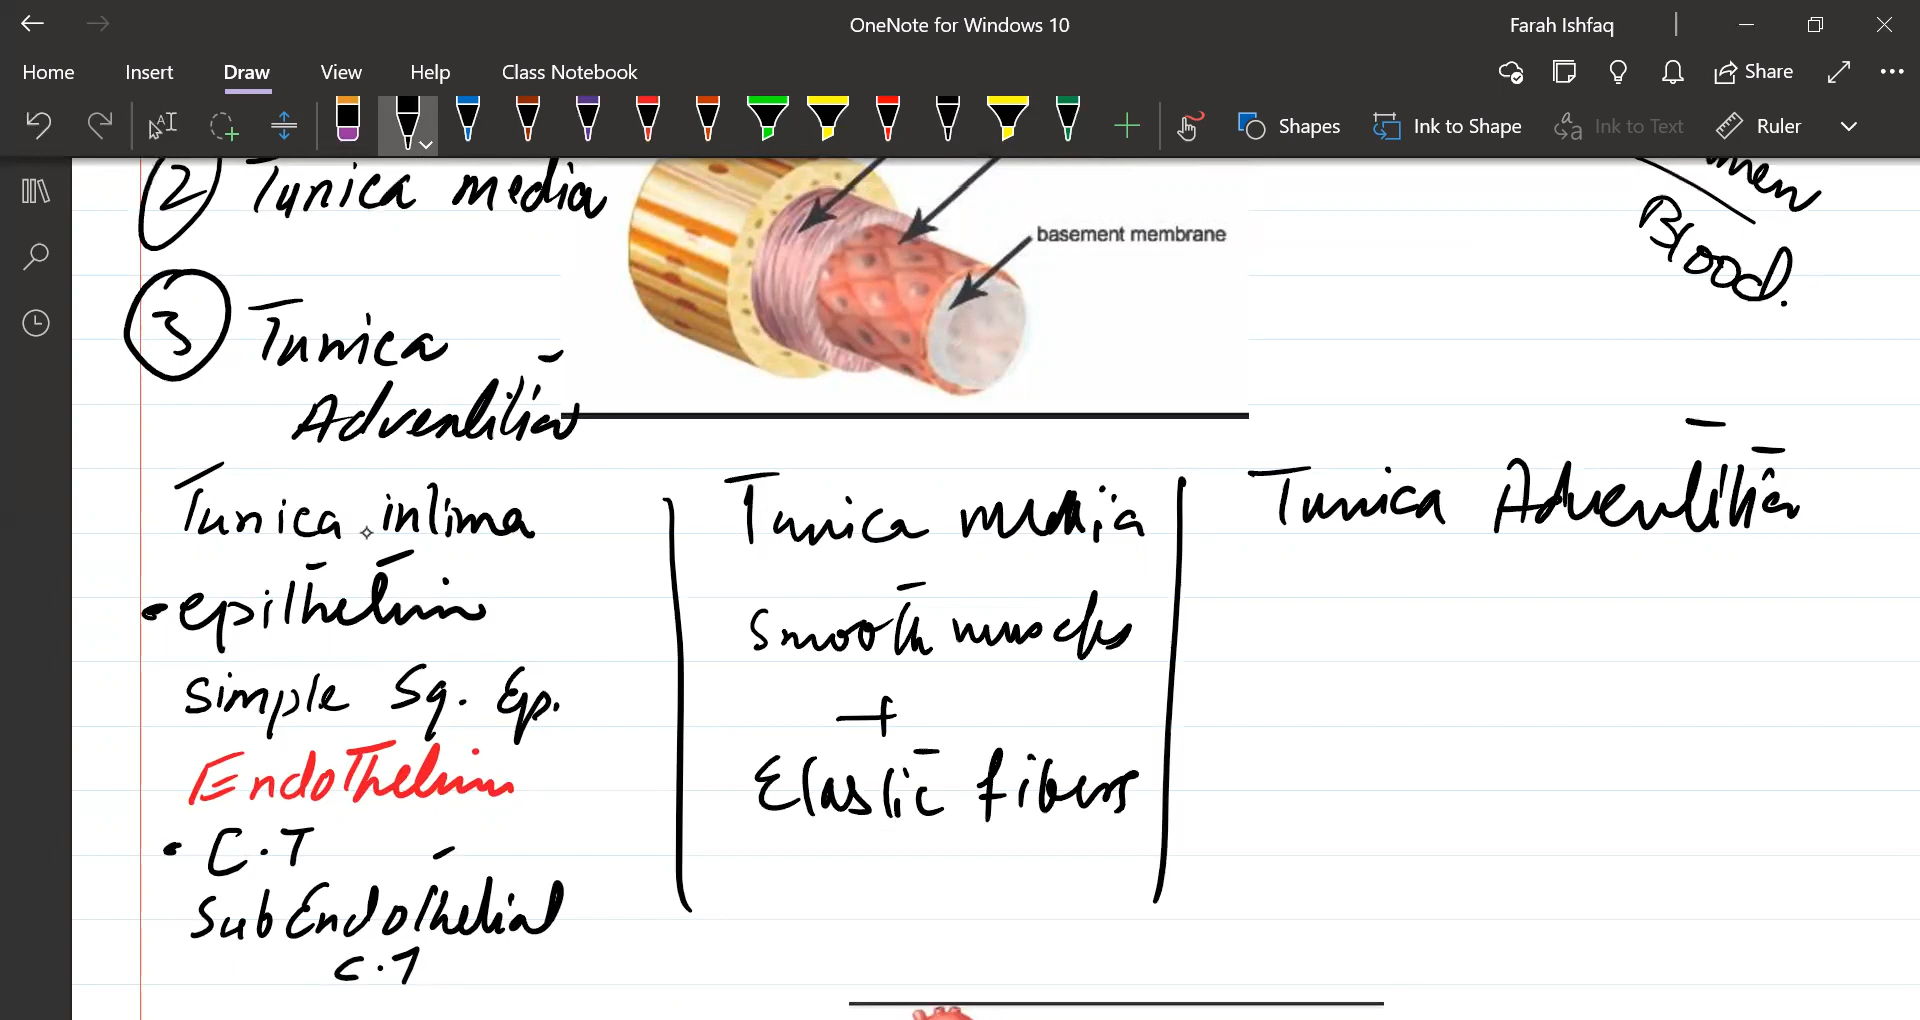 OneNote for Windows 10
Farah Ishfaq
Home Insert Draw View Help Class Notebook
Share
Shapes Ink to Shape Ink to Text Ruler
② Tunica media
basement membrane
Blood.
③ Tunica
Adventitia
Tunica intima
• epithelium
Simple Sq. Ep.
Endothelium
• C.T
SubEndothelial
C.T
Tunica media
Smooth muscles
+
Elastic fibers
Tunica Adventitia